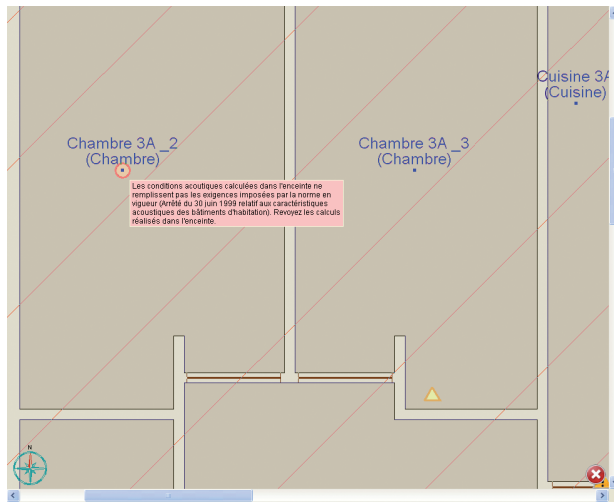 Cuisine 3A
(Cuisine)
Chambre 3A _2
(Chambre)
Chambre 3A _3
(Chambre)
Les conditions acoutiques calculées dans l'enceinte ne
remplissent pas les exigences imposées par la norme en
vigueur (Arrêté du 30 juin 1999 relatif aux caractéristiques
acoustiques des bâtiments d'habitation). Revoyez les calculs
réalisés dans l'enceinte.
N